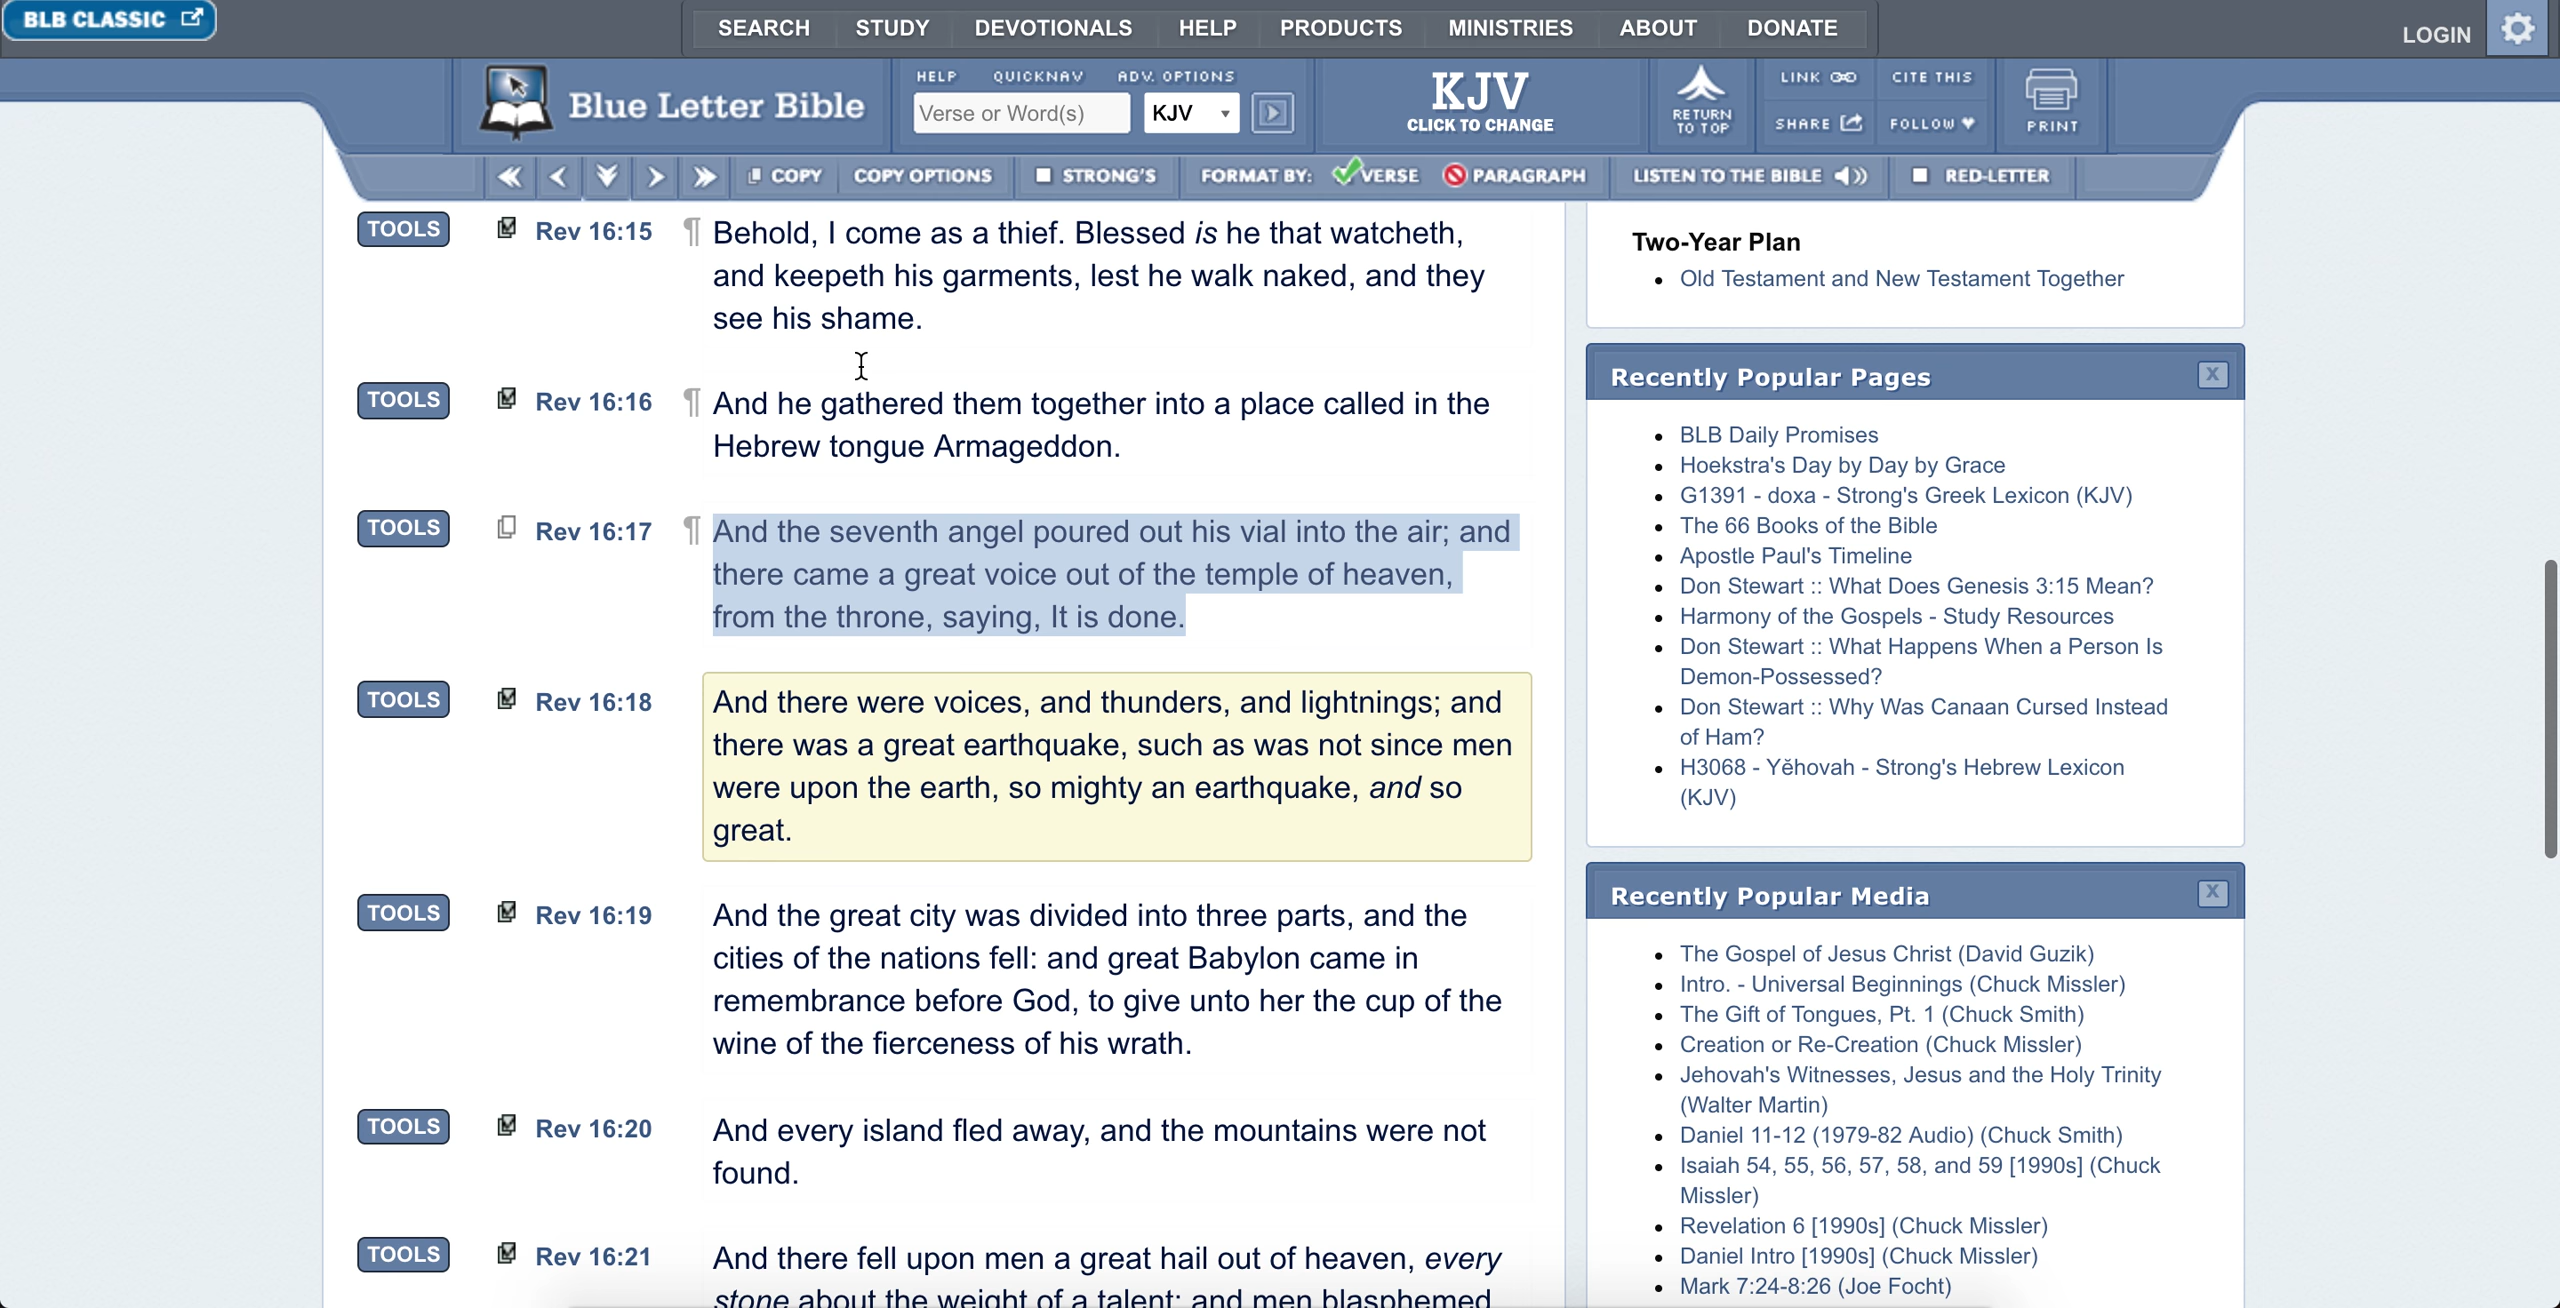 BLB CLASSIC
SEARCH STUDY DEVOTIONALS HELP PRODUCTS MINISTRIES ABOUT DONATE
LOGIN
Blue Letter Bible
HELP QUICKNAV ADV. OPTIONS
Verse or Word(s) KJV
KJV
CLICK TO CHANGE
RETURN
TO TOP
LINK CITE THIS
SHARE FOLLOW
PRINT
COPY COPY OPTIONS STRONG'S FORMAT BY: VERSE PARAGRAPH LISTEN TO THE BIBLE RED-LETTER
TOOLS Rev 16:15 ¶ Behold, I come as a thief. Blessed is he that watcheth,
and keepeth his garments, lest he walk naked, and they
see his shame.
TOOLS Rev 16:16 ¶ And he gathered them together into a place called in the
Hebrew tongue Armageddon.
TOOLS Rev 16:17 ¶ And the seventh angel poured out his vial into the air; and
there came a great voice out of the temple of heaven,
from the throne, saying, It is done.
TOOLS Rev 16:18 And there were voices, and thunders, and lightnings; and
there was a great earthquake, such as was not since men
were upon the earth, so mighty an earthquake, and so
great.
TOOLS Rev 16:19 And the great city was divided into three parts, and the
cities of the nations fell: and great Babylon came in
remembrance before God, to give unto her the cup of the
wine of the fierceness of his wrath.
TOOLS Rev 16:20 And every island fled away, and the mountains were not
found.
TOOLS Rev 16:21 And there fell upon men a great hail out of heaven, every
stone about the weight of a talent: and men blasphemed
Two-Year Plan
• Old Testament and New Testament Together
Recently Popular Pages X
• BLB Daily Promises
• Hoekstra's Day by Day by Grace
• G1391 - doxa - Strong's Greek Lexicon (KJV)
• The 66 Books of the Bible
• Apostle Paul's Timeline
• Don Stewart :: What Does Genesis 3:15 Mean?
• Harmony of the Gospels - Study Resources
• Don Stewart :: What Happens When a Person Is
Demon-Possessed?
• Don Stewart :: Why Was Canaan Cursed Instead
of Ham?
• H3068 - Yĕhovah - Strong's Hebrew Lexicon
(KJV)
Recently Popular Media X
• The Gospel of Jesus Christ (David Guzik)
• Intro. - Universal Beginnings (Chuck Missler)
• The Gift of Tongues, Pt. 1 (Chuck Smith)
• Creation or Re-Creation (Chuck Missler)
• Jehovah's Witnesses, Jesus and the Holy Trinity
(Walter Martin)
• Daniel 11-12 (1979-82 Audio) (Chuck Smith)
• Isaiah 54, 55, 56, 57, 58, and 59 [1990s] (Chuck
Missler)
• Revelation 6 [1990s] (Chuck Missler)
• Daniel Intro [1990s] (Chuck Missler)
• Mark 7:24-8:26 (Joe Focht)